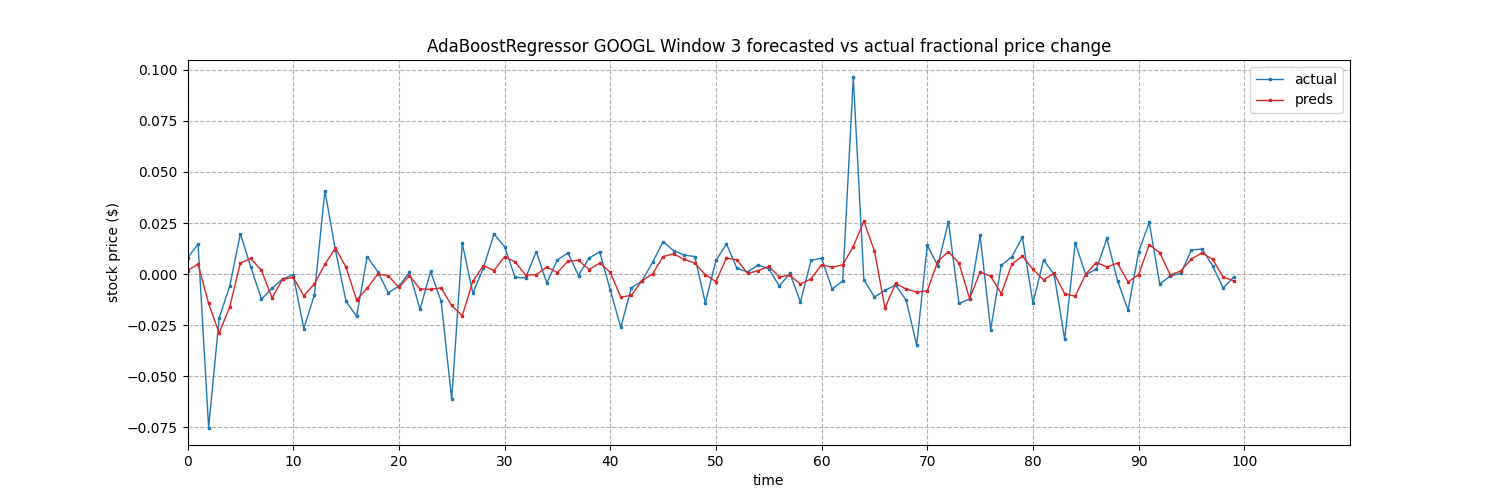 AdaBoostRegressor GOOGL Window 3 forecasted vs actual fractional price change
actual
preds
0.100
0.075
0.050
0.025
0.000
−0.025
−0.050
−0.075
stock price ($)
0 10 20 30 40 50 60 70 80 90 100
time